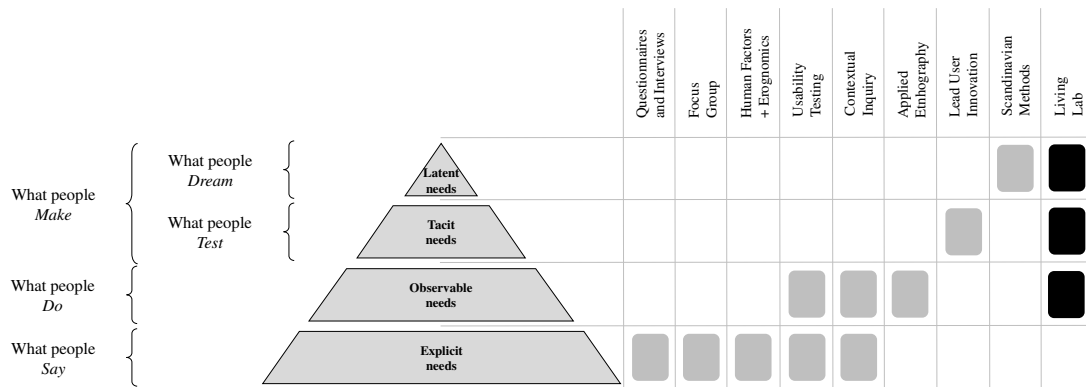 Questionnaires
and Interviews
Focus
Group
Human Factors
+ Erognomics
Usability
Testing
Contextual
Inquiry
Applied
Etnhography
Lead User
Innovation
Scandinavian
Methods
Living
Lab
What people
Make
What people
Dream
Latent
needs
What people
Test
Tacit
needs
What people
Do
Observable
needs
What people
Say
Explicit
needs